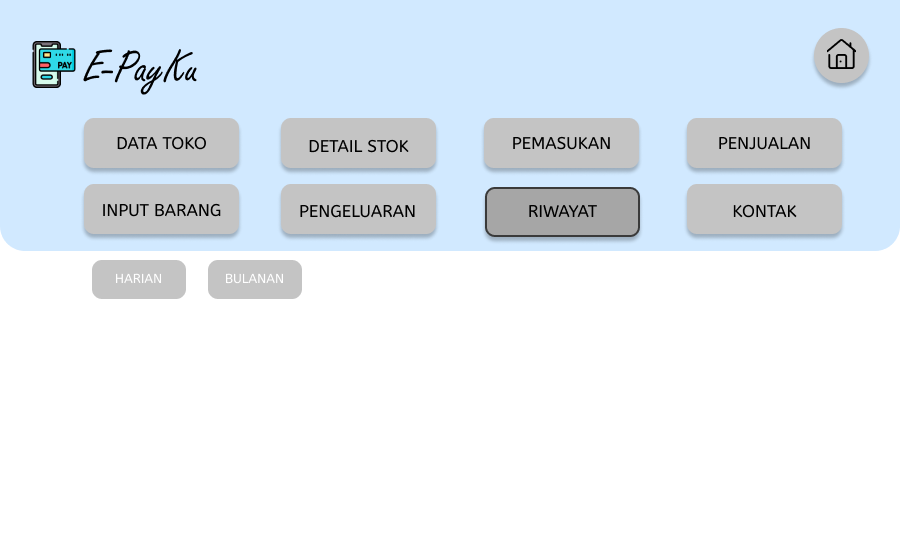 PAY
E-PayKu
DATA TOKO
DETAIL STOK
PEMASUKAN
PENJUALAN
INPUT BARANG
PENGELUARAN
RIWAYAT
KONTAK
HARIAN
BULANAN